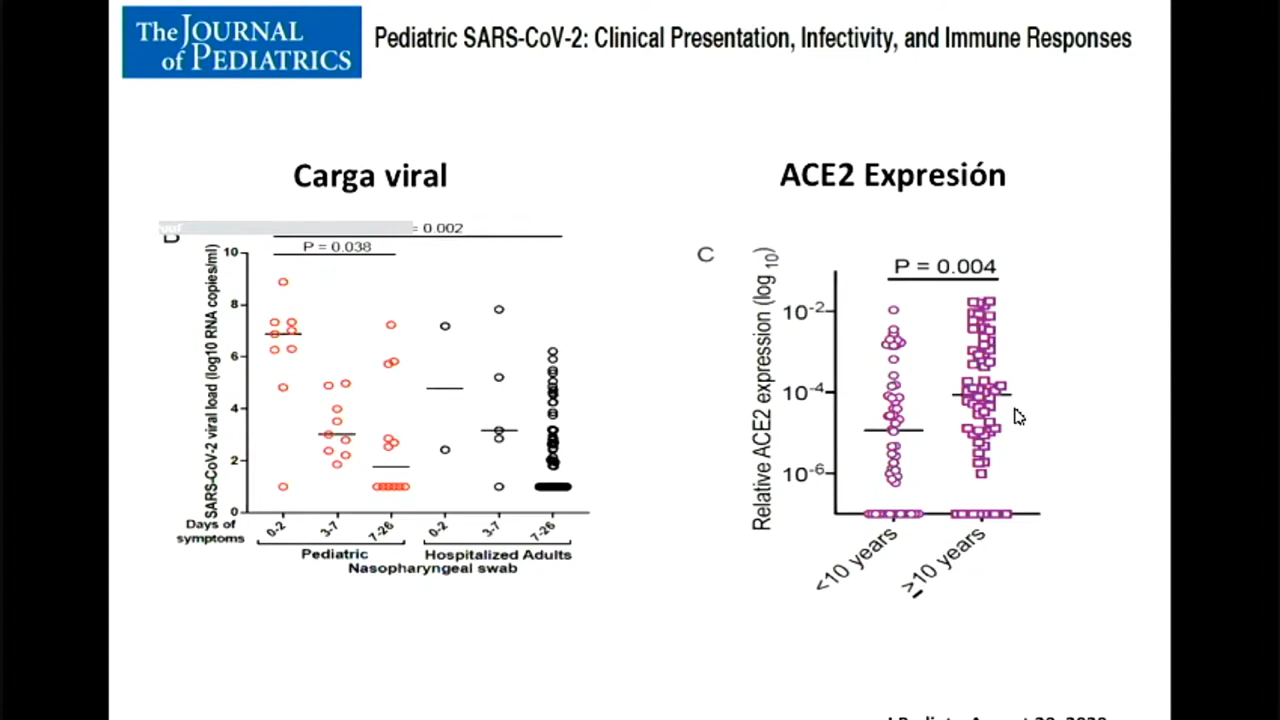 The JOURNAL
of PEDIATRICS
Pediatric SARS-CoV-2: Clinical Presentation, Infectivity, and Immune Responses
Carga viral
ACE2 Expresión
= 0.002
P = 0.038
SARS-CoV-2 viral load (log10 RNA copies/ml)
10
8
6
4
2
0
Days of
symptoms
0-2
3-7
7-26
0-2
3-7
7-26
Pediatric
Hospitalized Adults
Nasopharyngeal swab
C
P = 0.004
Relative ACE2 expression (log 10)
10-2
10-4
10-6
<10 years
≥10 years